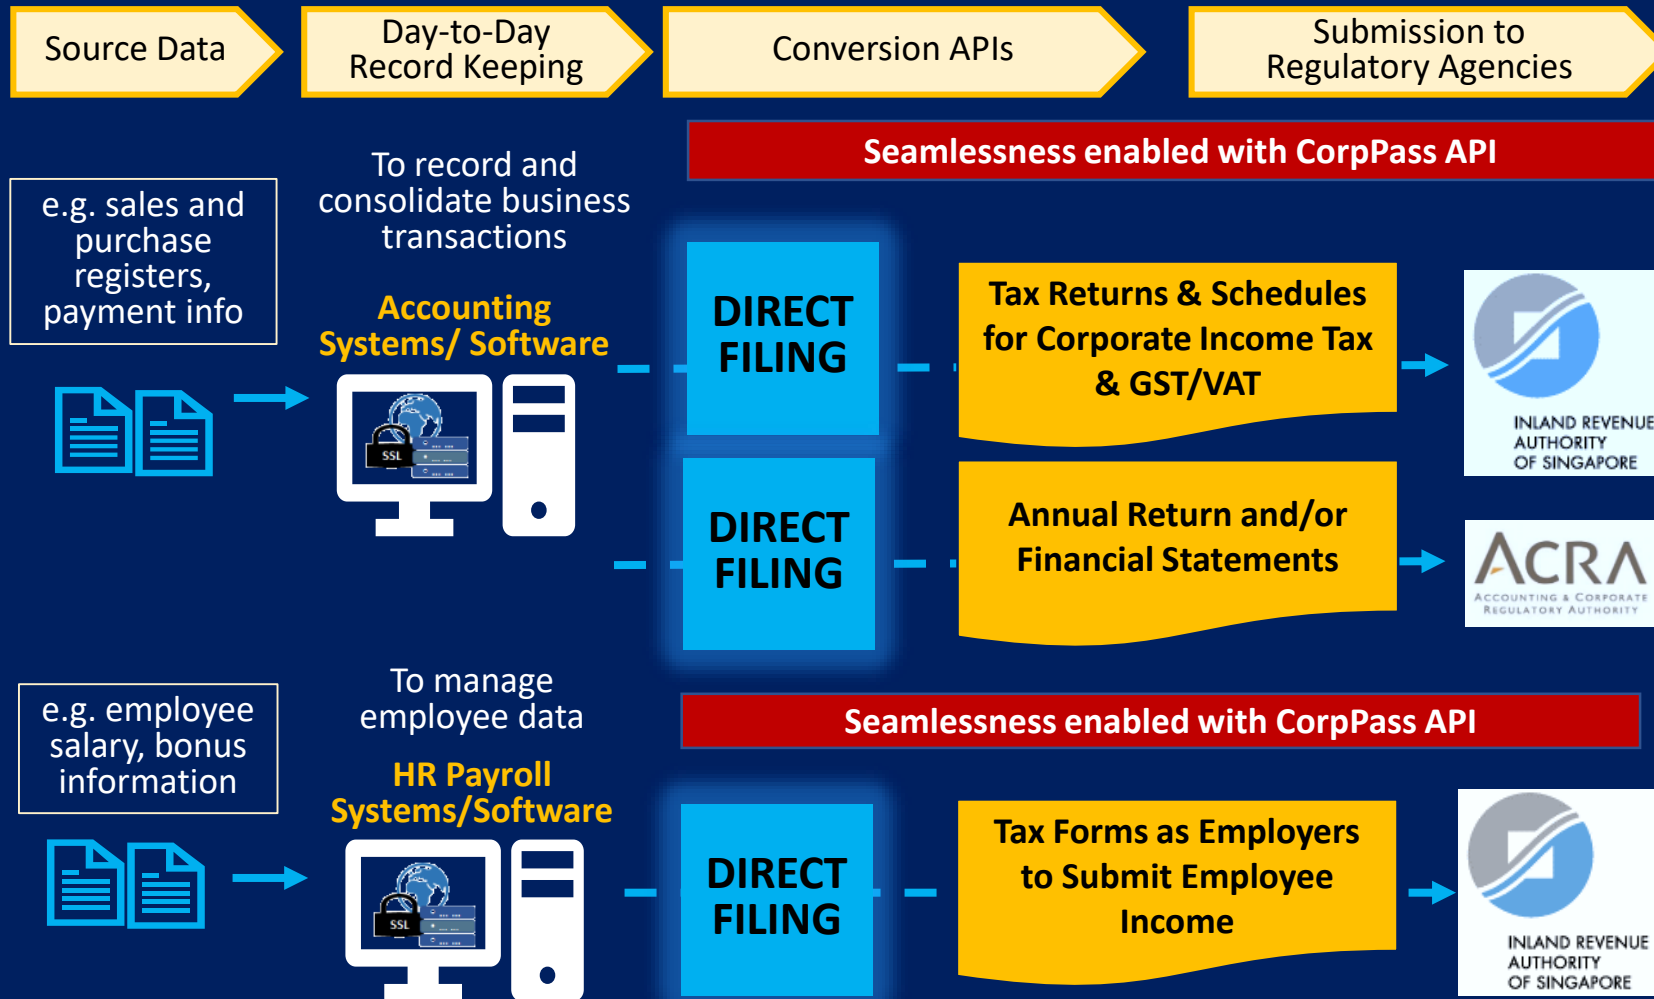 Source Data
Day-to-Day
Record Keeping
Conversion APIs
Submission to
Regulatory Agencies
Seamlessness enabled with CorpPass API
e.g. sales and
purchase
registers,
payment info
To record and
consolidate business
transactions
Accounting
Systems/ Software
SSL
DIRECT
FILING
Tax Returns & Schedules
for Corporate Income Tax
& GST/VAT
INLAND REVENUE
AUTHORITY
OF SINGAPORE
DIRECT
FILING
Annual Return and/or
Financial Statements
ACRA
ACCOUNTING & CORPORATE
REGULATORY AUTHORITY
e.g. employee
salary, bonus
information
To manage
employee data
HR Payroll
Systems/Software
SSL
Seamlessness enabled with CorpPass API
DIRECT
FILING
Tax Forms as Employers
to Submit Employee
Income
INLAND REVENUE
AUTHORITY
OF SINGAPORE